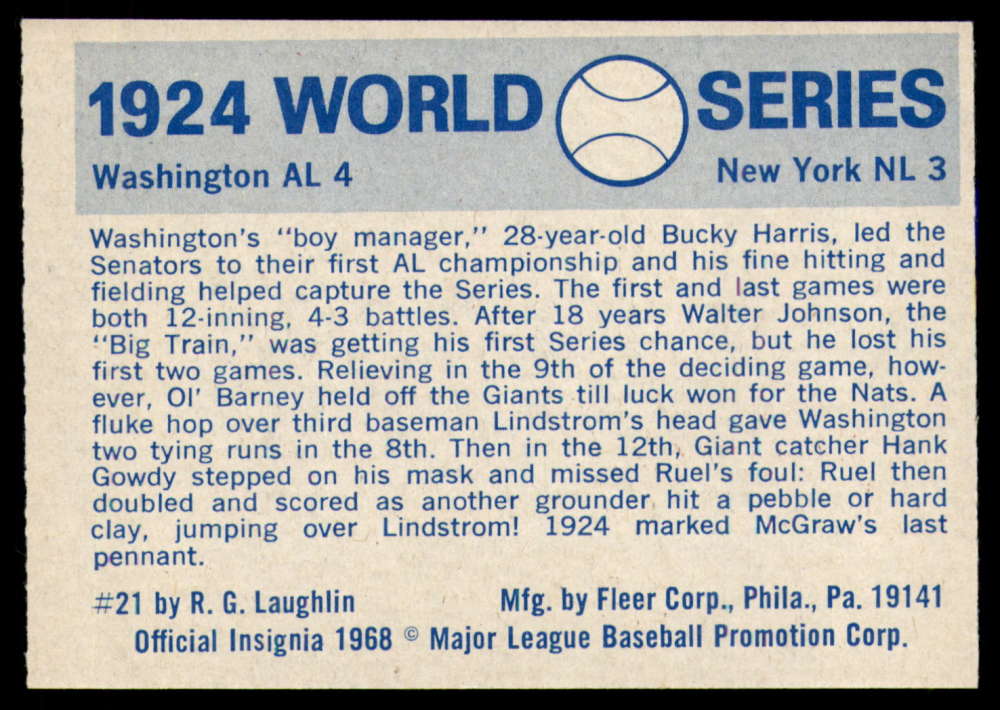 1924 WORLD SERIES
Washington AL 4 New York NL 3
Washington's "boy manager," 28-year-old Bucky Harris, led the
Senators to their first AL championship and his fine hitting and
fielding helped capture the Series. The first and last games were
both 12-inning, 4-3 battles. After 18 years Walter Johnson, the
"Big Train," was getting his first Series chance, but he lost his
first two games. Relieving in the 9th of the deciding game, how-
ever, Ol' Barney held off the Giants till luck won for the Nats. A
fluke hop over third baseman Lindstrom's head gave Washington
two tying runs in the 8th. Then in the 12th, Giant catcher Hank
Gowdy stepped on his mask and missed Ruel's foul: Ruel then
doubled and scored as another grounder hit a pebble or hard
clay, jumping over Lindstrom! 1924 marked McGraw's last
pennant.
#21 by R. G. Laughlin Mfg. by Fleer Corp., Phila., Pa. 19141
Official Insignia 1968 © Major League Baseball Promotion Corp.